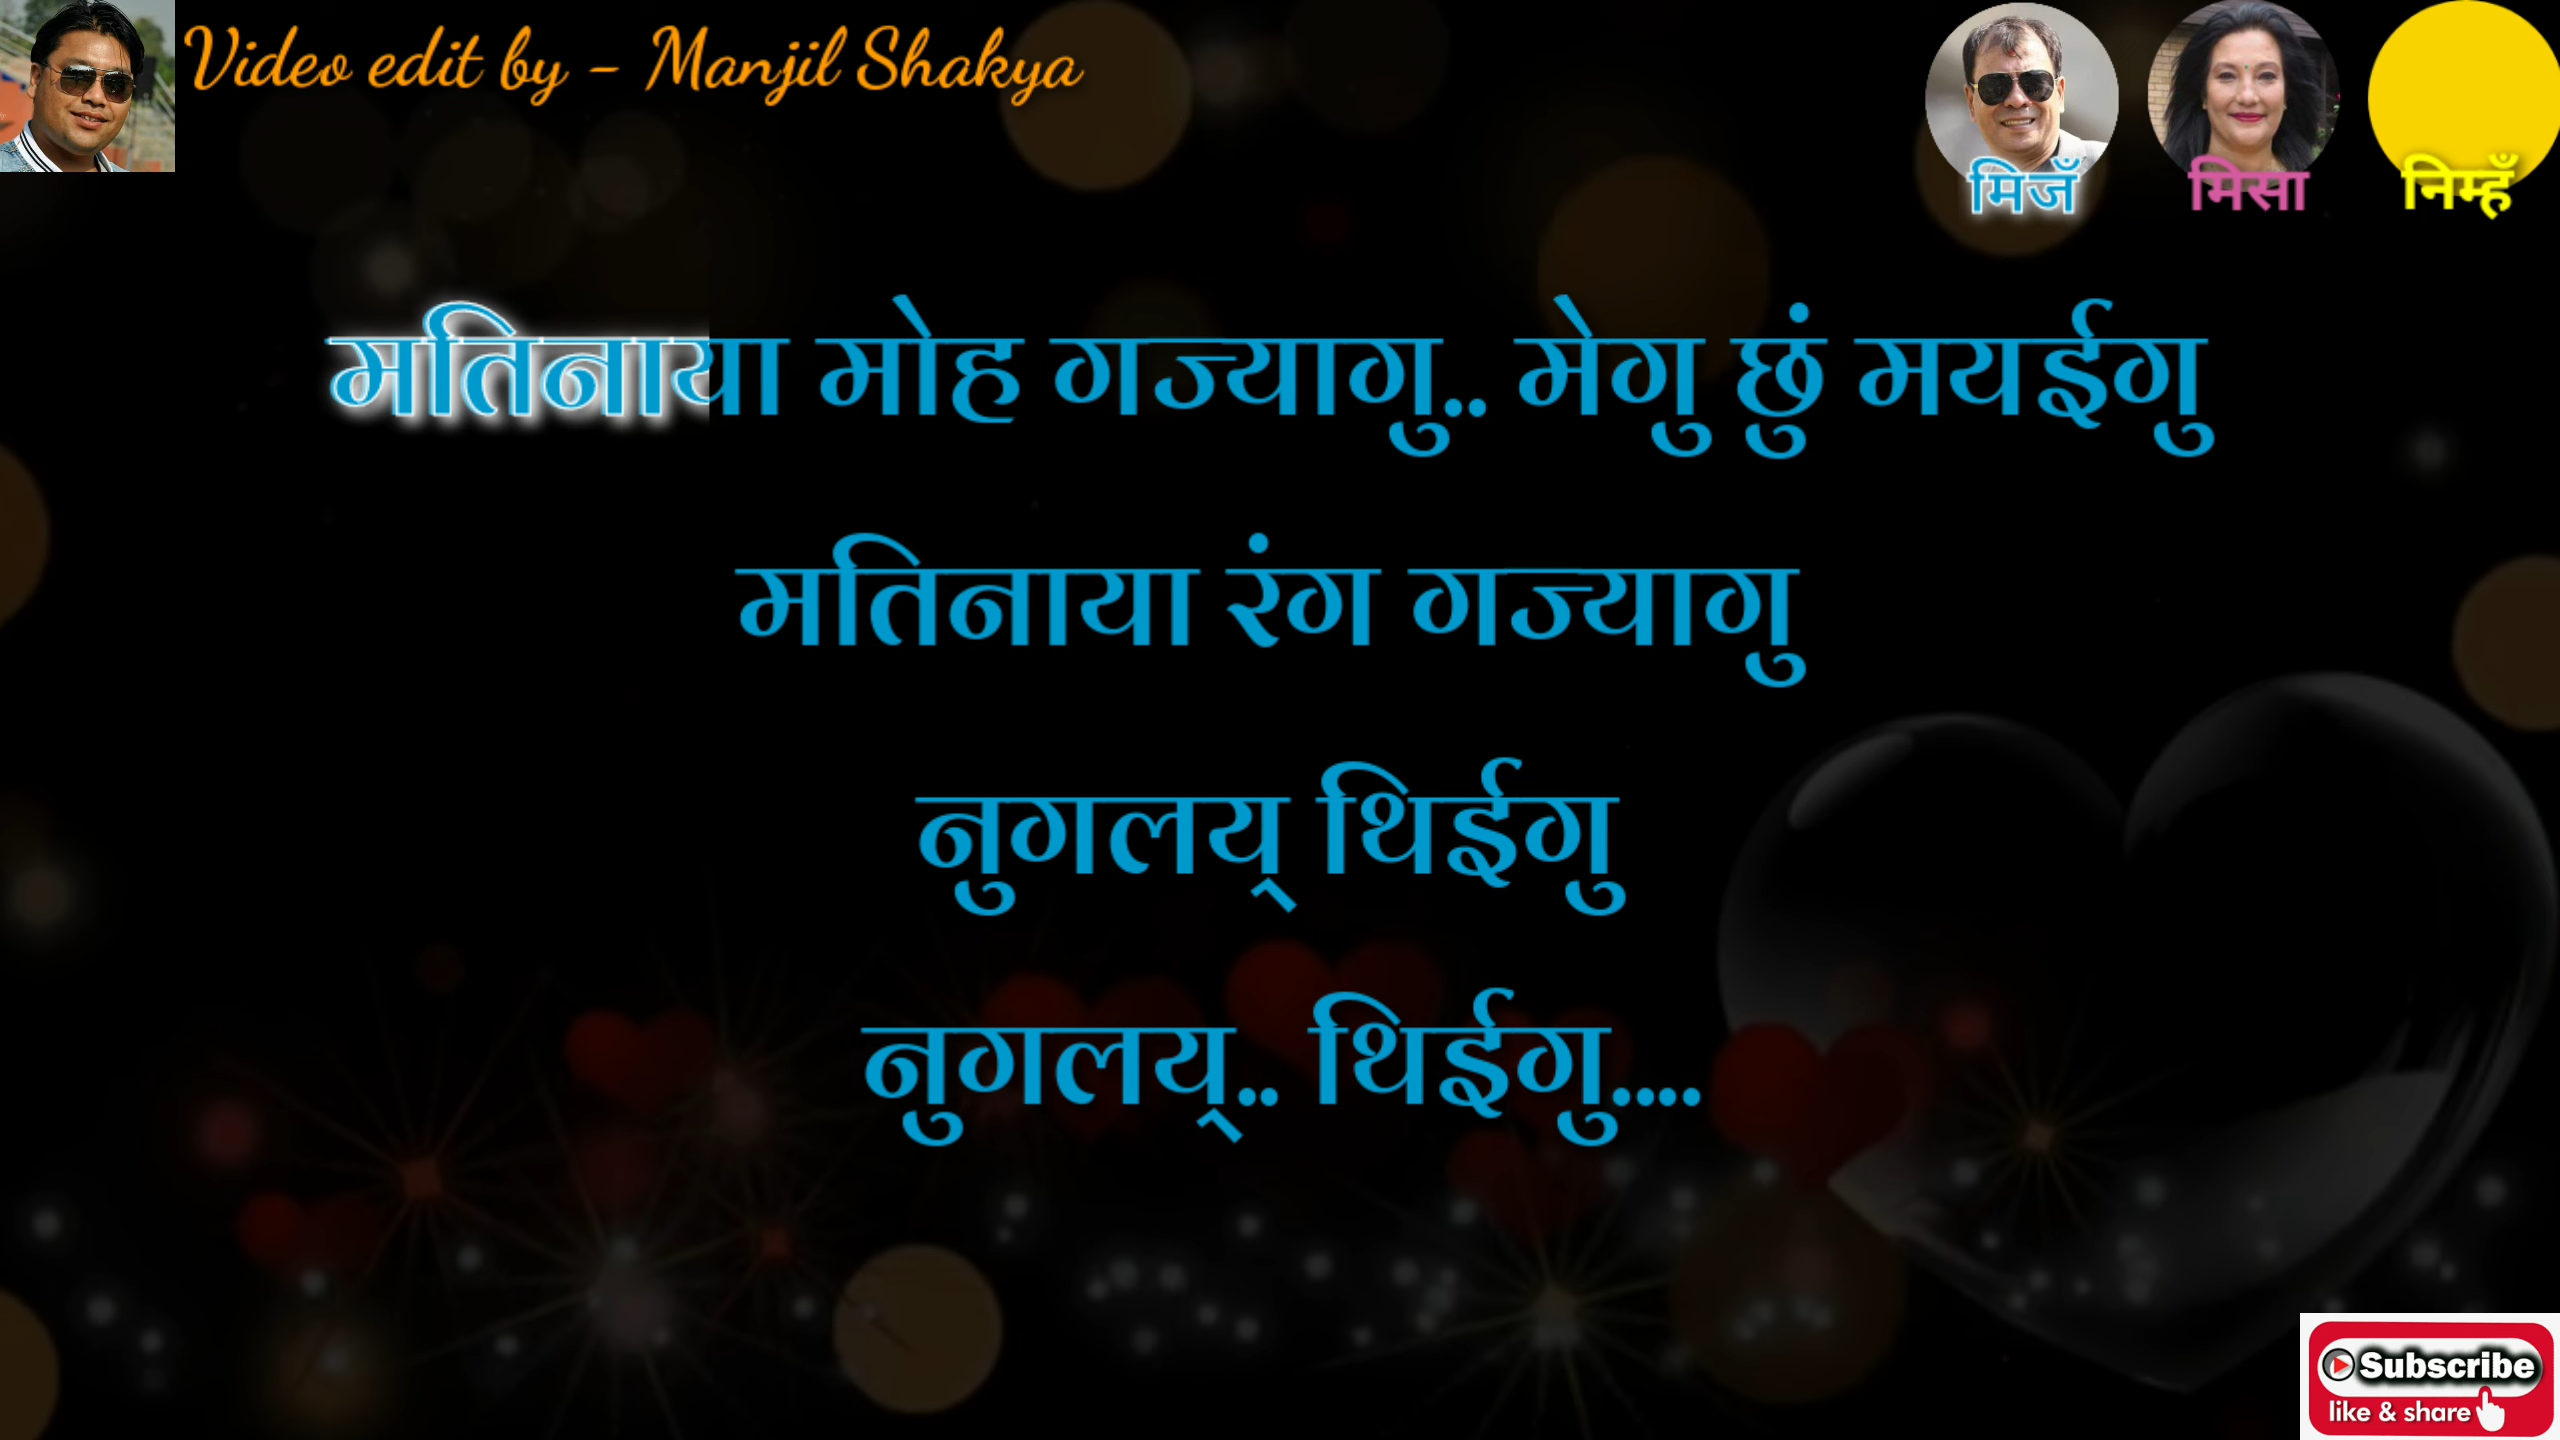 Video edit by - Manjil Shakya
मिजँ मिसा निम्हँ
मतिनाया मोह गज्यागु.. मेगु छुं मयईगु
मतिनाया रंग गज्यागु
नुगलय् थिईगु
नुगलय्.. थिईगु....
Subscribe
like & share